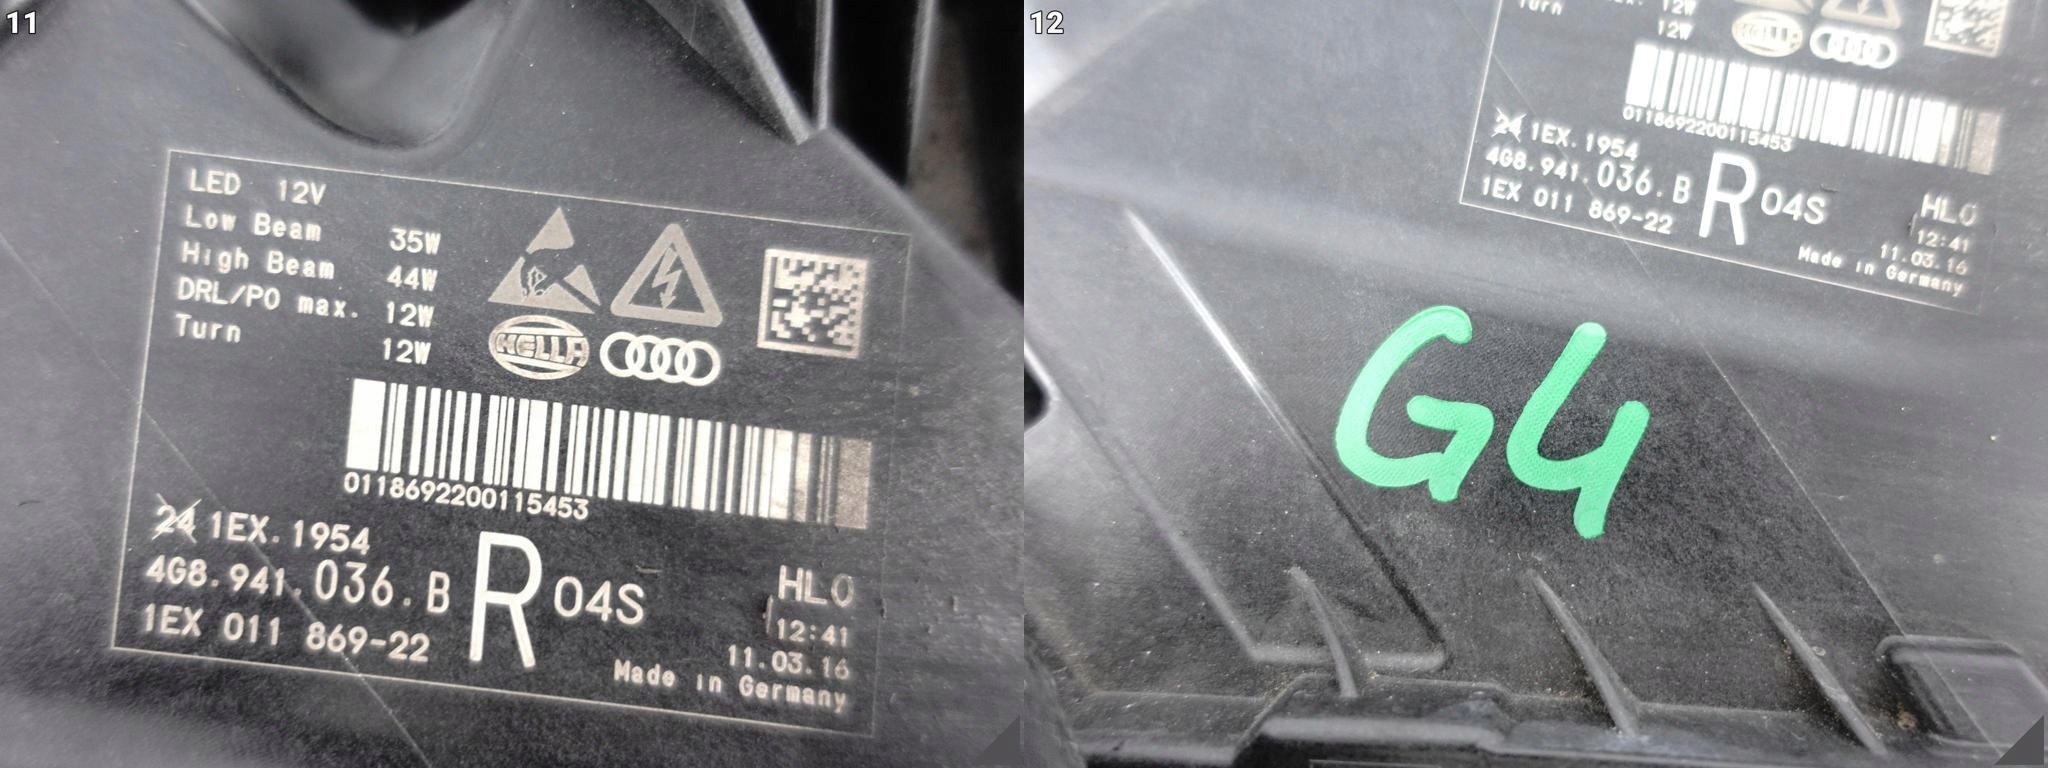 11
LED 12V
Low Beam 35W
High Beam 44W
DRL/PO max. 12W
Turn 12W
HELLA
0118692200115453
24 1EX.1954
4G8.941.036.B R 04S
1EX 011 869-22
HLO
12:41
11.03.16
Made in Germany
12
12W
Turn 12W
HELLA
0118692200115453
24 1EX.1954
4G8.941.036.B R 04S
1EX 011 869-22
HLO
12:41
11.03.16
Made in Germany
G4